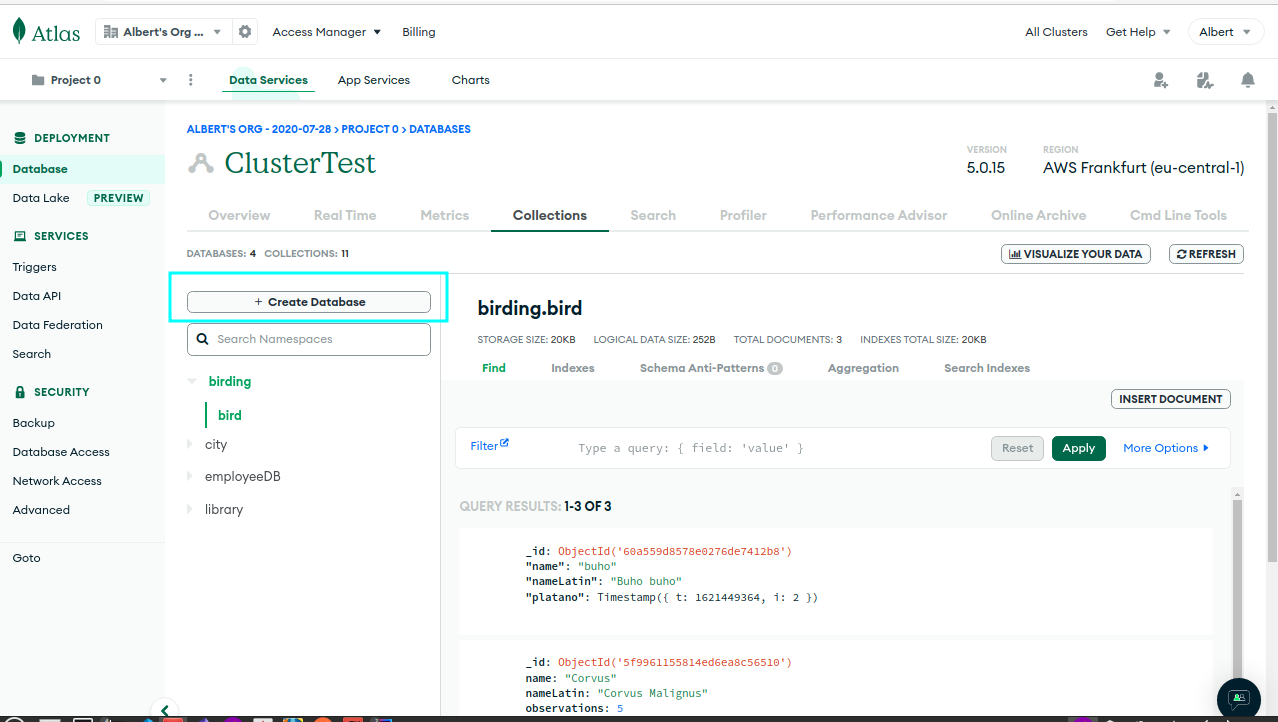 Atlas
Albert's Org ...
Access Manager
Billing
All Clusters
Get Help
Albert
Project 0
Data Services
App Services
Charts
DEPLOYMENT
Database
Data Lake PREVIEW
SERVICES
Triggers
Data API
Data Federation
Search
SECURITY
Backup
Database Access
Network Access
Advanced
Goto
ALBERT'S ORG - 2020-07-28 > PROJECT 0 > DATABASES
ClusterTest
VERSION
5.0.15
REGION
AWS Frankfurt (eu-central-1)
Overview
Real Time
Metrics
Collections
Search
Profiler
Performance Advisor
Online Archive
Cmd Line Tools
DATABASES: 4 COLLECTIONS: 11
VISUALIZE YOUR DATA
REFRESH
+ Create Database
Search Namespaces
birding
bird
city
employeeDB
library
birding.bird
STORAGE SIZE: 20KB LOGICAL DATA SIZE: 252B TOTAL DOCUMENTS: 3 INDEXES TOTAL SIZE: 20KB
Find
Indexes
Schema Anti-Patterns 0
Aggregation
Search Indexes
INSERT DOCUMENT
Filter
Type a query: { field: 'value' }
Reset
Apply
More Options
QUERY RESULTS: 1-3 OF 3
_id: ObjectId('60a559d8578e0276de7412b8')
"name": "buho"
"nameLatin": "Buho buho"
"platano": Timestamp({ t: 1621449364, i: 2 })
_id: ObjectId('5f9961155814ed6ea8c56510')
name: "Corvus"
nameLatin: "Corvus Malignus"
observations: 5